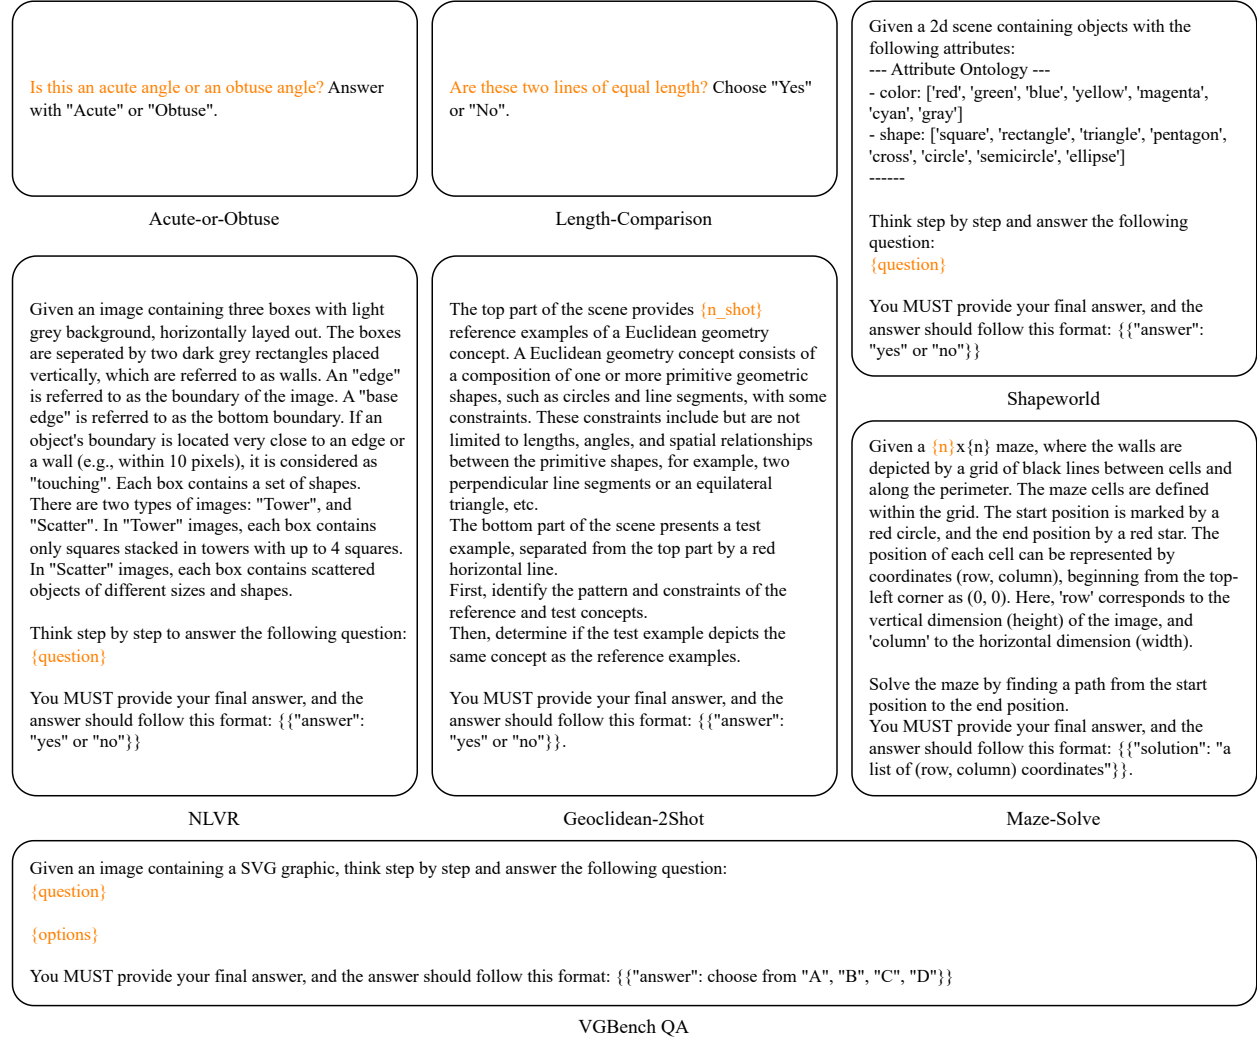 Is this an acute angle or an obtuse angle? Answer
with "Acute" or "Obtuse".
Acute-or-Obtuse
Are these two lines of equal length? Choose "Yes"
or "No".
Length-Comparison
Given a 2d scene containing objects with the
following attributes:
--- Attribute Ontology ---
- color: ['red', 'green', 'blue', 'yellow', 'magenta',
'cyan', 'gray']
- shape: ['square', 'rectangle', 'triangle', 'pentagon',
'cross', 'circle', 'semicircle', 'ellipse']
------
Think step by step and answer the following
question:
{question}
You MUST provide your final answer, and the
answer should follow this format: {{"answer":
"yes" or "no"}}
Shapeworld
Given an image containing three boxes with light
grey background, horizontally layed out. The boxes
are seperated by two dark grey rectangles placed
vertically, which are referred to as walls. An "edge"
is referred to as the boundary of the image. A "base
edge" is referred to as the bottom boundary. If an
object's boundary is located very close to an edge or
a wall (e.g., within 10 pixels), it is considered as
"touching". Each box contains a set of shapes.
There are two types of images: "Tower", and
"Scatter". In "Tower" images, each box contains
only squares stacked in towers with up to 4 squares.
In "Scatter" images, each box contains scattered
objects of different sizes and shapes.
Think step by step to answer the following question:
{question}
You MUST provide your final answer, and the
answer should follow this format: {{"answer":
"yes" or "no"}}
NLVR
The top part of the scene provides {n_shot}
reference examples of a Euclidean geometry
concept. A Euclidean geometry concept consists of
a composition of one or more primitive geometric
shapes, such as circles and line segments, with some
constraints. These constraints include but are not
limited to lengths, angles, and spatial relationships
between the primitive shapes, for example, two
perpendicular line segments or an equilateral
triangle, etc.
The bottom part of the scene presents a test
example, separated from the top part by a red
horizontal line.
First, identify the pattern and constraints of the
reference and test concepts.
Then, determine if the test example depicts the
same concept as the reference examples.
You MUST provide your final answer, and the
answer should follow this format: {{"answer":
"yes" or "no"}}.
Geoclidean-2Shot
Given a {n}x{n} maze, where the walls are
depicted by a grid of black lines between cells and
along the perimeter. The maze cells are defined
within the grid. The start position is marked by a
red circle, and the end position by a red star. The
position of each cell can be represented by
coordinates (row, column), beginning from the top-
left corner as (0, 0). Here, 'row' corresponds to the
vertical dimension (height) of the image, and
'column' to the horizontal dimension (width).
Solve the maze by finding a path from the start
position to the end position.
You MUST provide your final answer, and the
answer should follow this format: {{"solution": "a
list of (row, column) coordinates"}}.
Maze-Solve
Given an image containing a SVG graphic, think step by step and answer the following question:
{question}
{options}
You MUST provide your final answer, and the answer should follow this format: {{"answer": choose from "A", "B", "C", "D"}}
VGBench QA